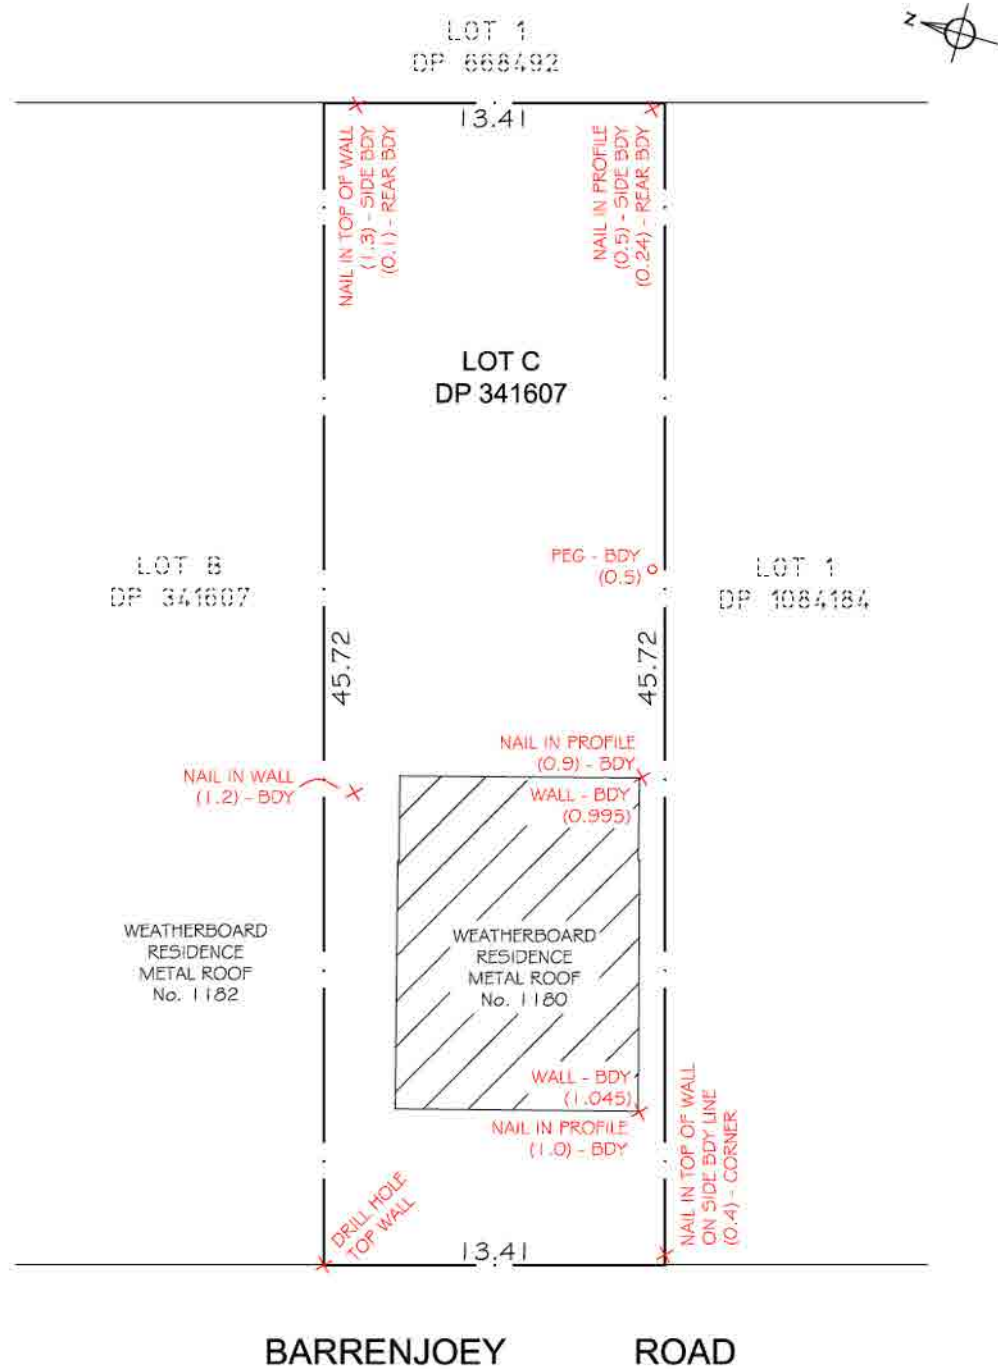 Z
LOT 1
DP 668492
13.41
NAIL IN TOP OF WALL
(1.3) - SIDE BDY
(0.1) - REAR BDY
NAIL IN PROFILE
(0.5) - SIDE BDY
(0.24) - REAR BDY
LOT C
DP 341607
LOT B
DP 341607
PEG - BDY
(0.5)
LOT 1
DP 1084184
45.72
45.72
NAIL IN PROFILE
(0.9) - BDY
NAIL IN WALL
(1.2) - BDY
WALL - BDY
(0.995)
WEATHERBOARD
RESIDENCE
METAL ROOF
No. 1182
WEATHERBOARD
RESIDENCE
METAL ROOF
No. 1180
WALL - BDY
(1.045)
NAIL IN PROFILE
(1.0) - BDY
NAIL IN TOP OF WALL
ON SIDE BDY LINE
(0.4) - CORNER
DRILL HOLE
TOP WALL
13.41
BARRENJOEY ROAD